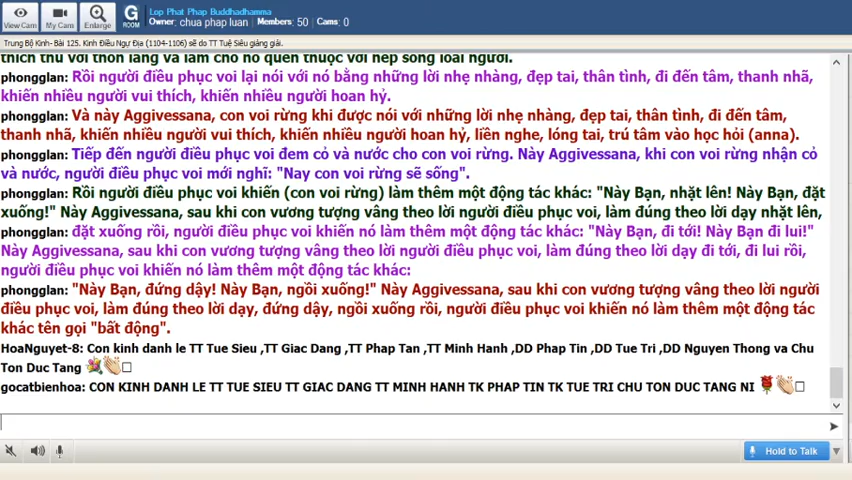 Lop Phat Phap Buddhadhamma
Owner: chua phap luan  Members: 50  Cams: 0
View Cam
My Cam
Enlarge
G
ROOM
Trung Bộ Kinh- Bài 125. Kinh Điều Ngự Địa (1104-1106) sẽ do TT Tuệ Siêu giảng giải.
thích thú với thôn làng và làm cho nó quen thuộc với nếp sống loài người.
phongglan: Rồi người điều phục voi lại nói với nó bằng những lời nhẹ nhàng, đẹp tai, thân tình, đi đến tâm, thanh nhã,
khiến nhiều người vui thích, khiến nhiều người hoan hỷ.
phongglan: Và này Aggivessana, con voi rừng khi được nói với những lời nhẹ nhàng, đẹp tai, thân tình, đi đến tâm,
thanh nhã, khiến nhiều người vui thích, khiến nhiều người hoan hỷ, liền nghe, lóng tai, trú tâm vào học hỏi (anna).
phongglan: Tiếp đến người điều phục voi đem cỏ và nước cho con voi rừng. Này Aggivessana, khi con voi rừng nhận cỏ
và nước, người điều phục voi mới nghĩ: "Nay con voi rừng sẽ sống".
phongglan: Rồi người điều phục voi khiến (con voi rừng) làm thêm một động tác khác: "Này Bạn, nhặt lên! Này Bạn, đặt
xuống!" Này Aggivessana, sau khi con vương tượng vâng theo lời người điều phục voi, làm đúng theo lời dạy nhặt lên,
phongglan: đặt xuống rồi, người điều phục voi khiến nó làm thêm một động tác khác: "Này Bạn, đi tới! Này Bạn đi lui!"
Này Aggivessana, sau khi con vương tượng vâng theo lời người điều phục voi, làm đúng theo lời dạy đi tới, đi lui rồi,
người điều phục voi khiến nó làm thêm một động tác khác:
phongglan: "Này Bạn, đứng dậy! Này Bạn, ngồi xuống!" Này Aggivessana, sau khi con vương tượng vâng theo lời người
điều phục voi, làm đúng theo lời dạy, đứng dậy, ngồi xuống rồi, người điều phục voi khiến nó làm thêm một động tác
khác tên gọi "bất động".
HoaNguyet-8: Con kinh danh le TT Tue Sieu ,TT Giac Dang ,TT Phap Tan ,TT Minh Hanh ,DD Phap Tin ,DD Tue Tri ,DD Nguyen Thong va Chu
Ton Duc Tang
gocatbienhoa: CON KINH DANH LE TT TUE SIEU TT GIAC DANG TT MINH HANH TK PHAP TIN TK TUE TRI CHU TON DUC TANG NI
Hold to Talk